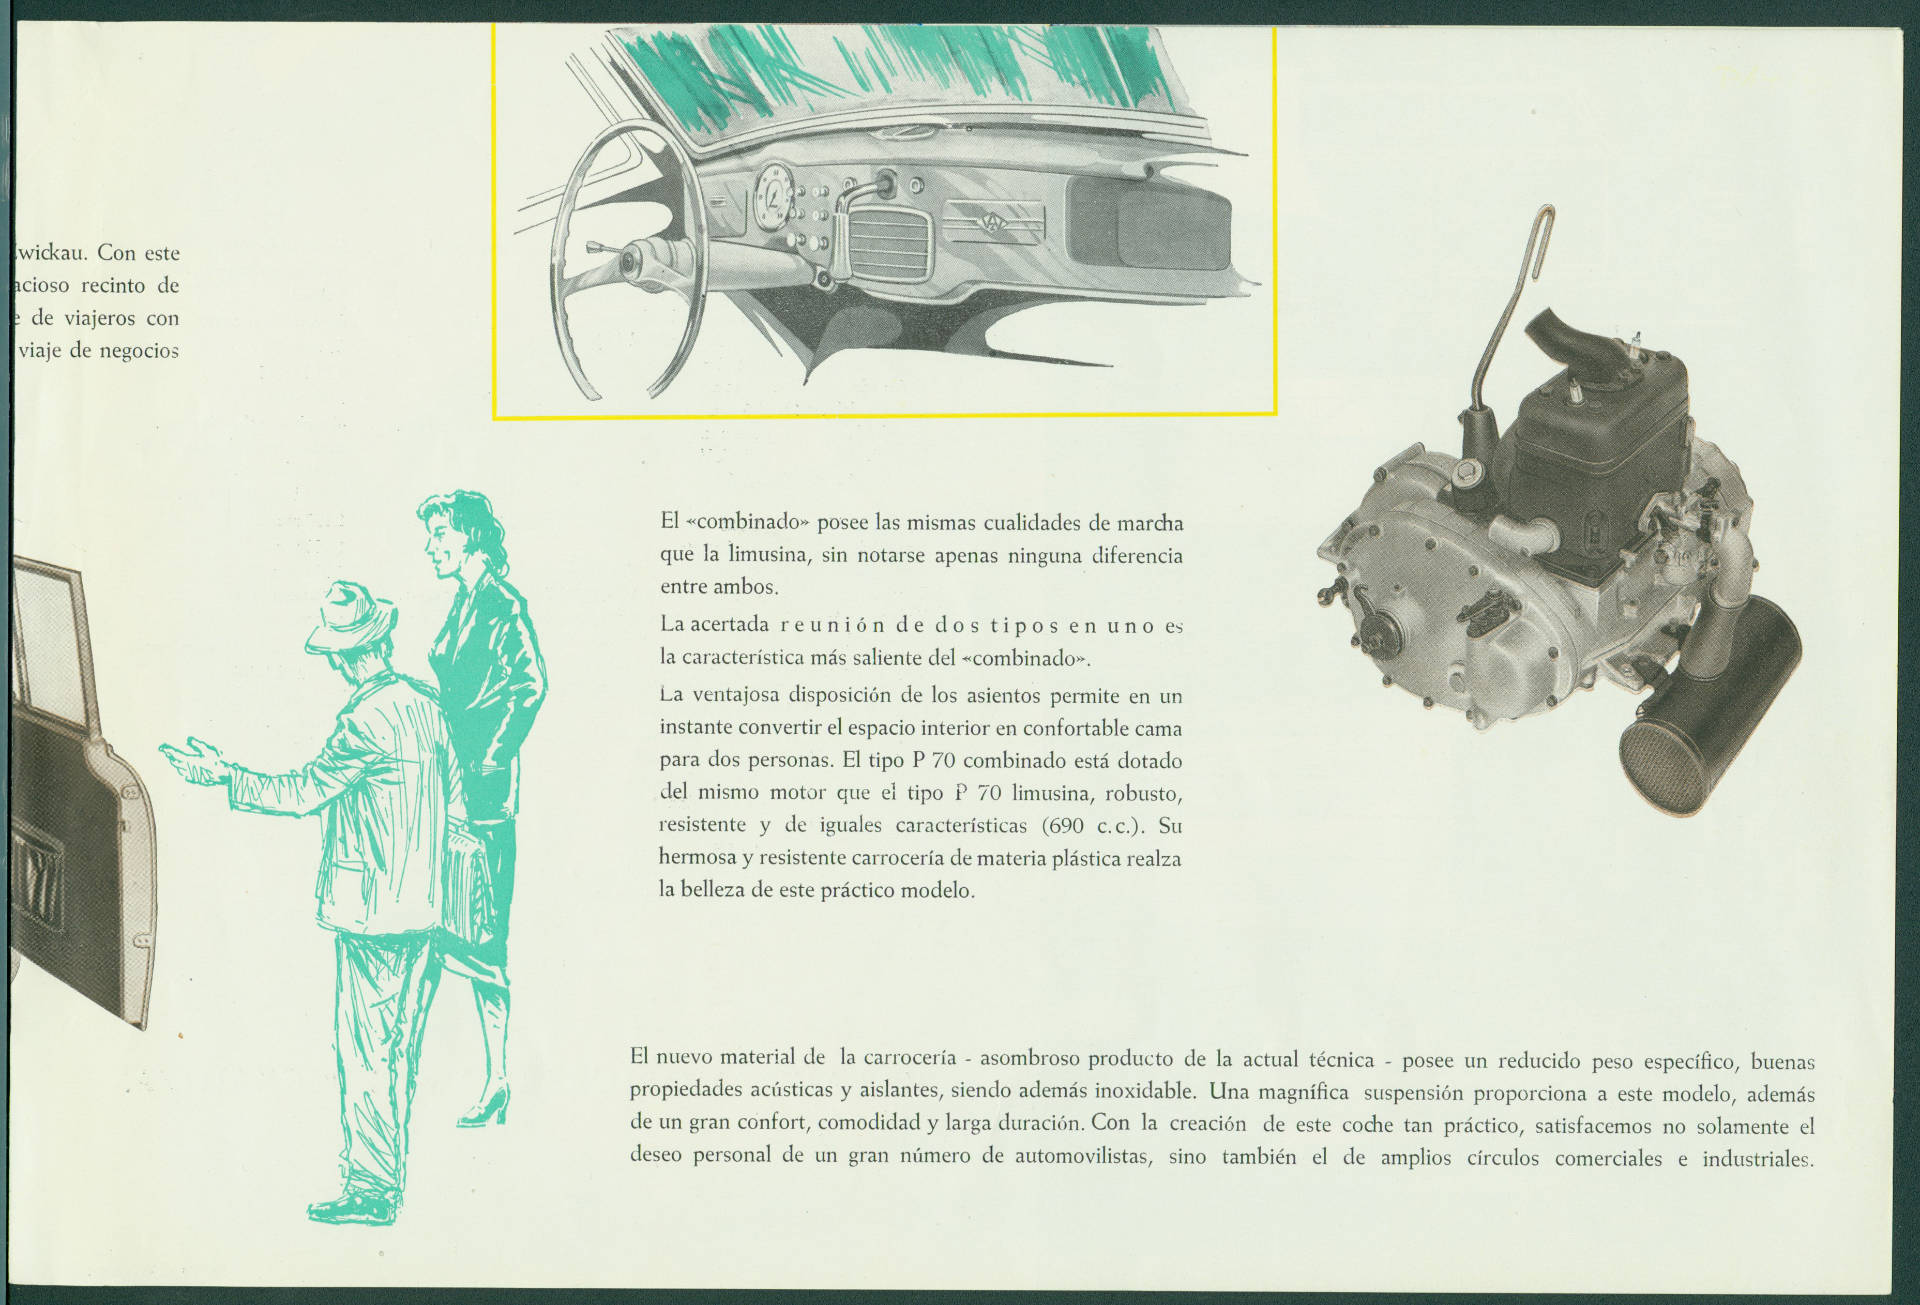 wickau. Con este
acioso recinto de
de viajeros con
viaje de negocios
El «combinado» posee las mismas cualidades de marcha
que la limusina, sin notarse apenas ninguna diferencia
entre ambos.
La acertada reunión de dos tipos en uno es
la característica más saliente del «combinado».
La ventajosa disposición de los asientos permite en un
instante convertir el espacio interior en confortable cama
para dos personas. El tipo P 70 combinado está dotado
del mismo motor que el tipo P 70 limusina, robusto,
resistente y de iguales características (690 c.c.). Su
hermosa y resistente carrocería de materia plástica realza
la belleza de este práctico modelo.
El nuevo material de la carrocería - asombroso producto de la actual técnica - posee un reducido peso específico, buenas
propiedades acústicas y aislantes, siendo además inoxidable. Una magnífica suspensión proporciona a este modelo, además
de un gran confort, comodidad y larga duración. Con la creación de este coche tan práctico, satisfacemos no solamente el
deseo personal de un gran número de automovilistas, sino también el de amplios círculos comerciales e industriales.